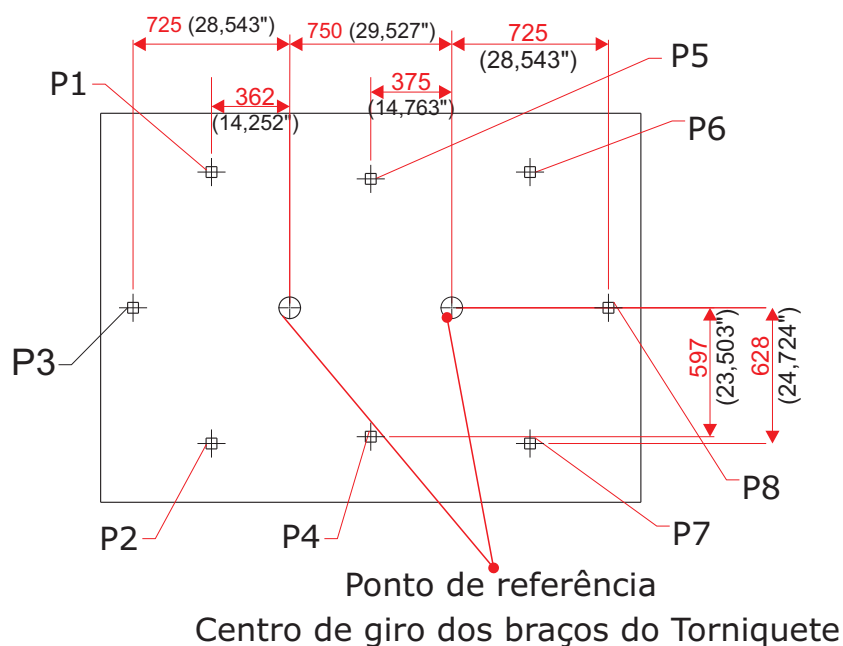 725 (28,543")
750 (29,527")
725
(28,543")
P1
362
(14,252")
375
(14,763")
P5
P6
P3
597
(23,503")
628
(24,724")
P2
P4
P7
P8
Ponto de referência
Centro de giro dos braços do Torniquete